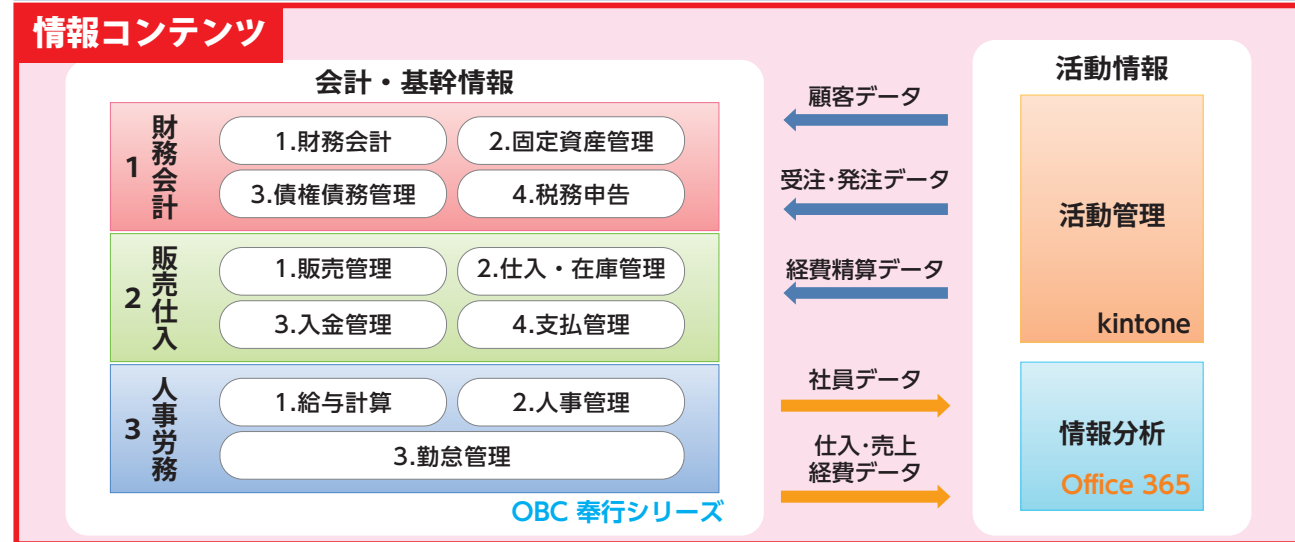 情報コンテンツ
会計・基幹情報
1
財務会計
1.財務会計
2.固定資産管理
3.債権債務管理
4.税務申告
2
販売仕入
1.販売管理
2.仕入・在庫管理
3.入金管理
4.支払管理
3
人事労務
1.給与計算
2.人事管理
3.勤怠管理
OBC 奉行シリーズ
顧客データ
受注・発注データ
経費精算データ
社員データ
仕入・売上
経費データ
活動情報
活動管理
kintone
情報分析
Office 365